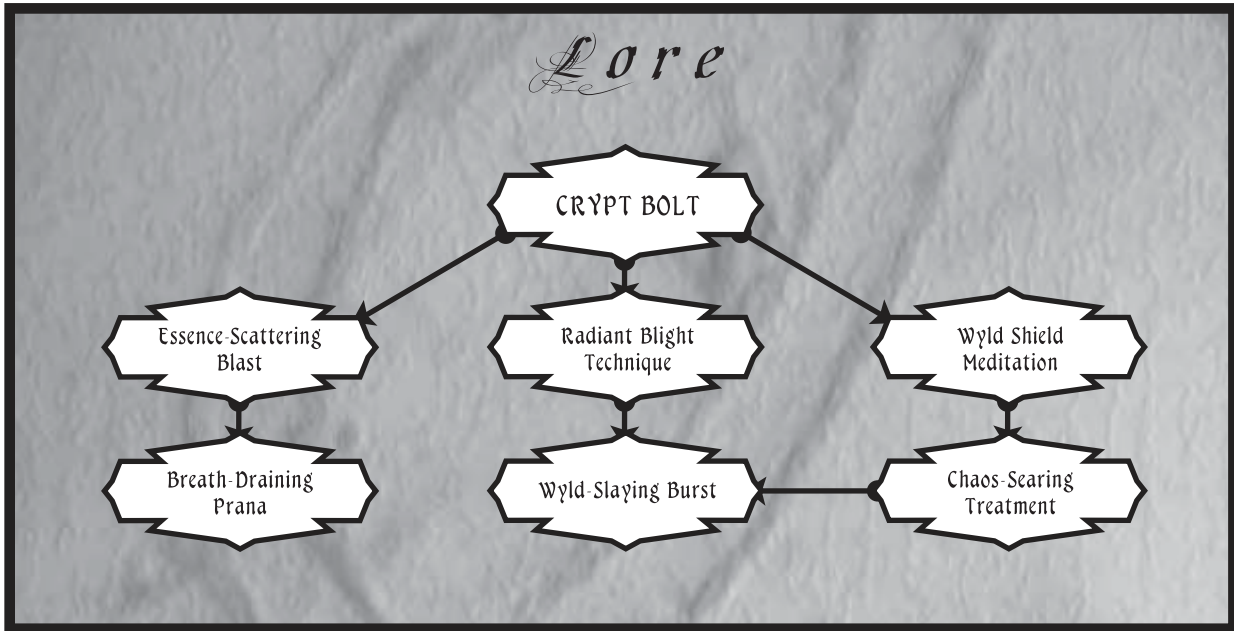 Lore
CRYPT BOLT
Essence-Scattering
Blast
Radiant Blight
Technique
Wyld Shield
Meditation
Breath-Draining
Prana
Wyld-Slaying Burst
Chaos-Searing
Treatment